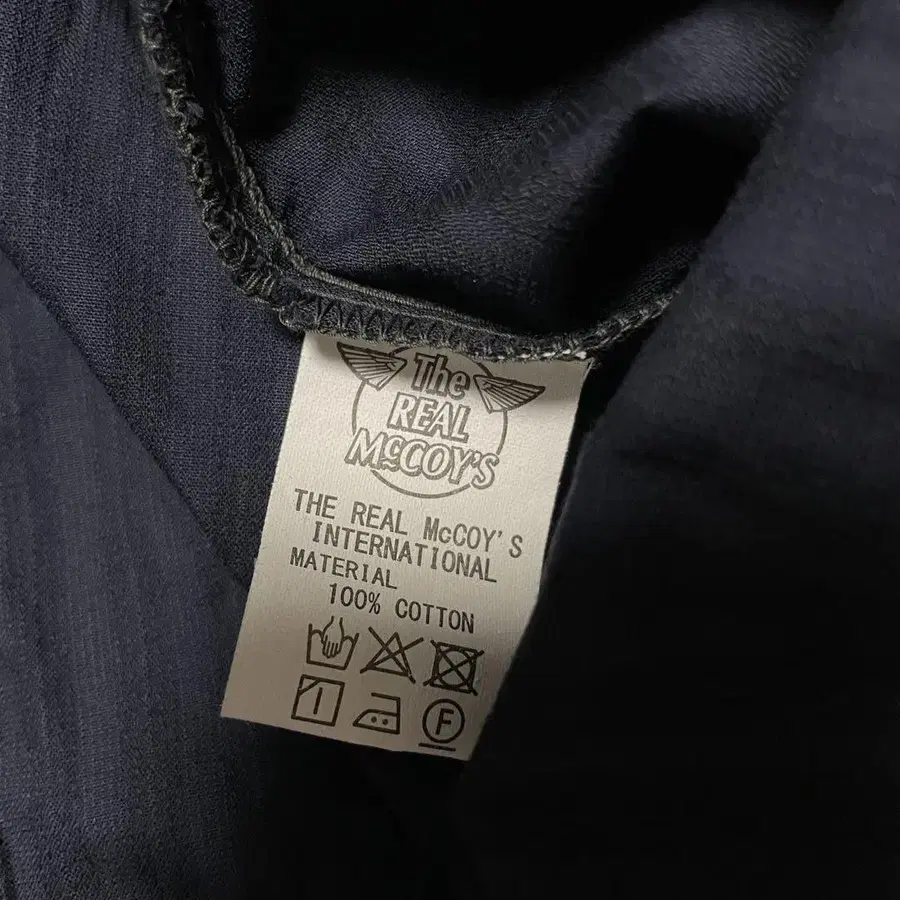 The
REAL
McCOY'S
THE REAL McCOY'S
INTERNATIONAL
MATERIAL
100% COTTON
F